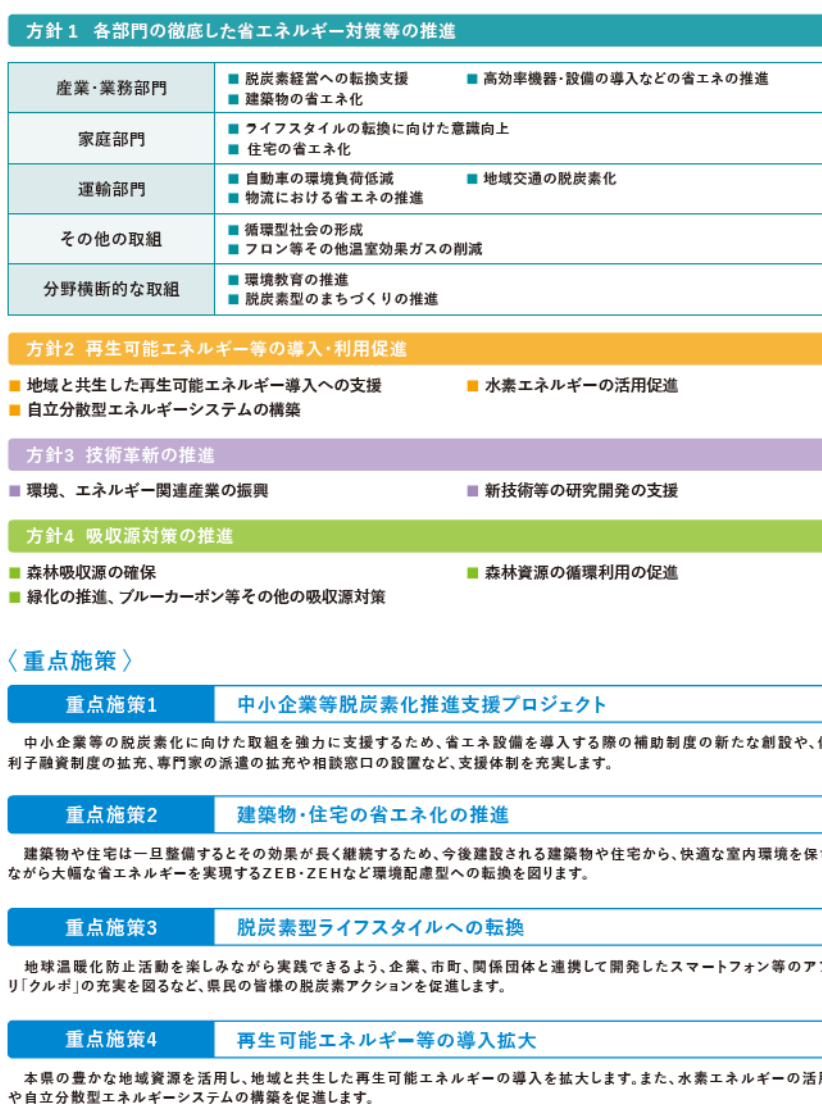 方針1 各部門の徹底した省エネルギー対策等の推進
産業・業務部門
■ 脱炭素経営への転換支援 ■ 高効率機器・設備の導入などの省エネの推進
■ 建築物の省エネ化
家庭部門
■ ライフスタイルの転換に向けた意識向上
■ 住宅の省エネ化
運輸部門
■ 自動車の環境負荷低減 ■ 地域交通の脱炭素化
■ 物流における省エネの推進
その他の取組
■ 循環型社会の形成
■ フロン等その他温室効果ガスの削減
分野横断的な取組
■ 環境教育の推進
■ 脱炭素型のまちづくりの推進
方針2 再生可能エネルギー等の導入・利用促進
■ 地域と共生した再生可能エネルギー導入への支援 ■ 水素エネルギーの活用促進
■ 自立分散型エネルギーシステムの構築
方針3 技術革新の推進
■ 環境、エネルギー関連産業の振興 ■ 新技術等の研究開発の支援
方針4 吸収源対策の推進
■ 森林吸収源の確保 ■ 森林資源の循環利用の促進
■ 緑化の推進、ブルーカーボン等その他の吸収源対策
〈重点施策〉
重点施策1 中小企業等脱炭素化推進支援プロジェクト
中小企業等の脱炭素化に向けた取組を強力に支援するため、省エネ設備を導入する際の補助制度の新たな創設や、
利子融資制度の拡充、専門家の派遣の拡充や相談窓口の設置など、支援体制を充実します。
重点施策2 建築物・住宅の省エネ化の推進
建築物や住宅は一旦整備するとその効果が長く継続するため、今後建設される建築物や住宅から、快適な室内環境を保
ながら大幅な省エネルギーを実現するZEB・ZEHなど環境配慮型への転換を図ります。
重点施策3 脱炭素型ライフスタイルへの転換
地球温暖化防止活動を楽しみながら実践できるよう、企業、市町、関係団体と連携して開発したスマートフォン等のア
リ「クルポ」の充実を図るなど、県民の皆様の脱炭素アクションを促進します。
重点施策4 再生可能エネルギー等の導入拡大
本県の豊かな地域資源を活用し、地域と共生した再生可能エネルギーの導入を拡大します。また、水素エネルギーの活
や自立分散型エネルギーシステムの構築を促進します。